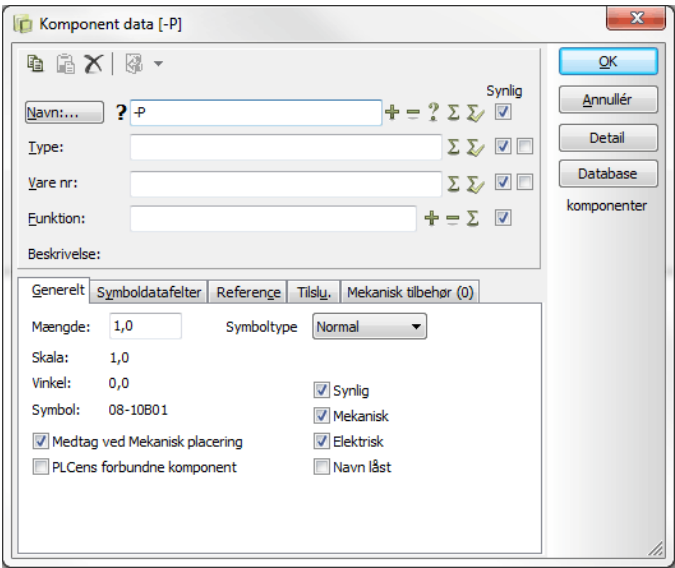 Komponent data [-P]
OK
Synlig
Navn:... ? -P
Annullér
Type:
Detail
Vare nr:
Database
komponenter
Funktion:
Beskrivelse:
Generelt Symboldatafelter Reference Tilslu. Mekanisk tilbehør (0)
Mængde: 1,0 Symboltype Normal
Skala: 1,0
Vinkel: 0,0
Synlig
Symbol: 08-10B01
Mekanisk
Medtag ved Mekanisk placering
Elektrisk
PLCens forbundne komponent
Navn låst